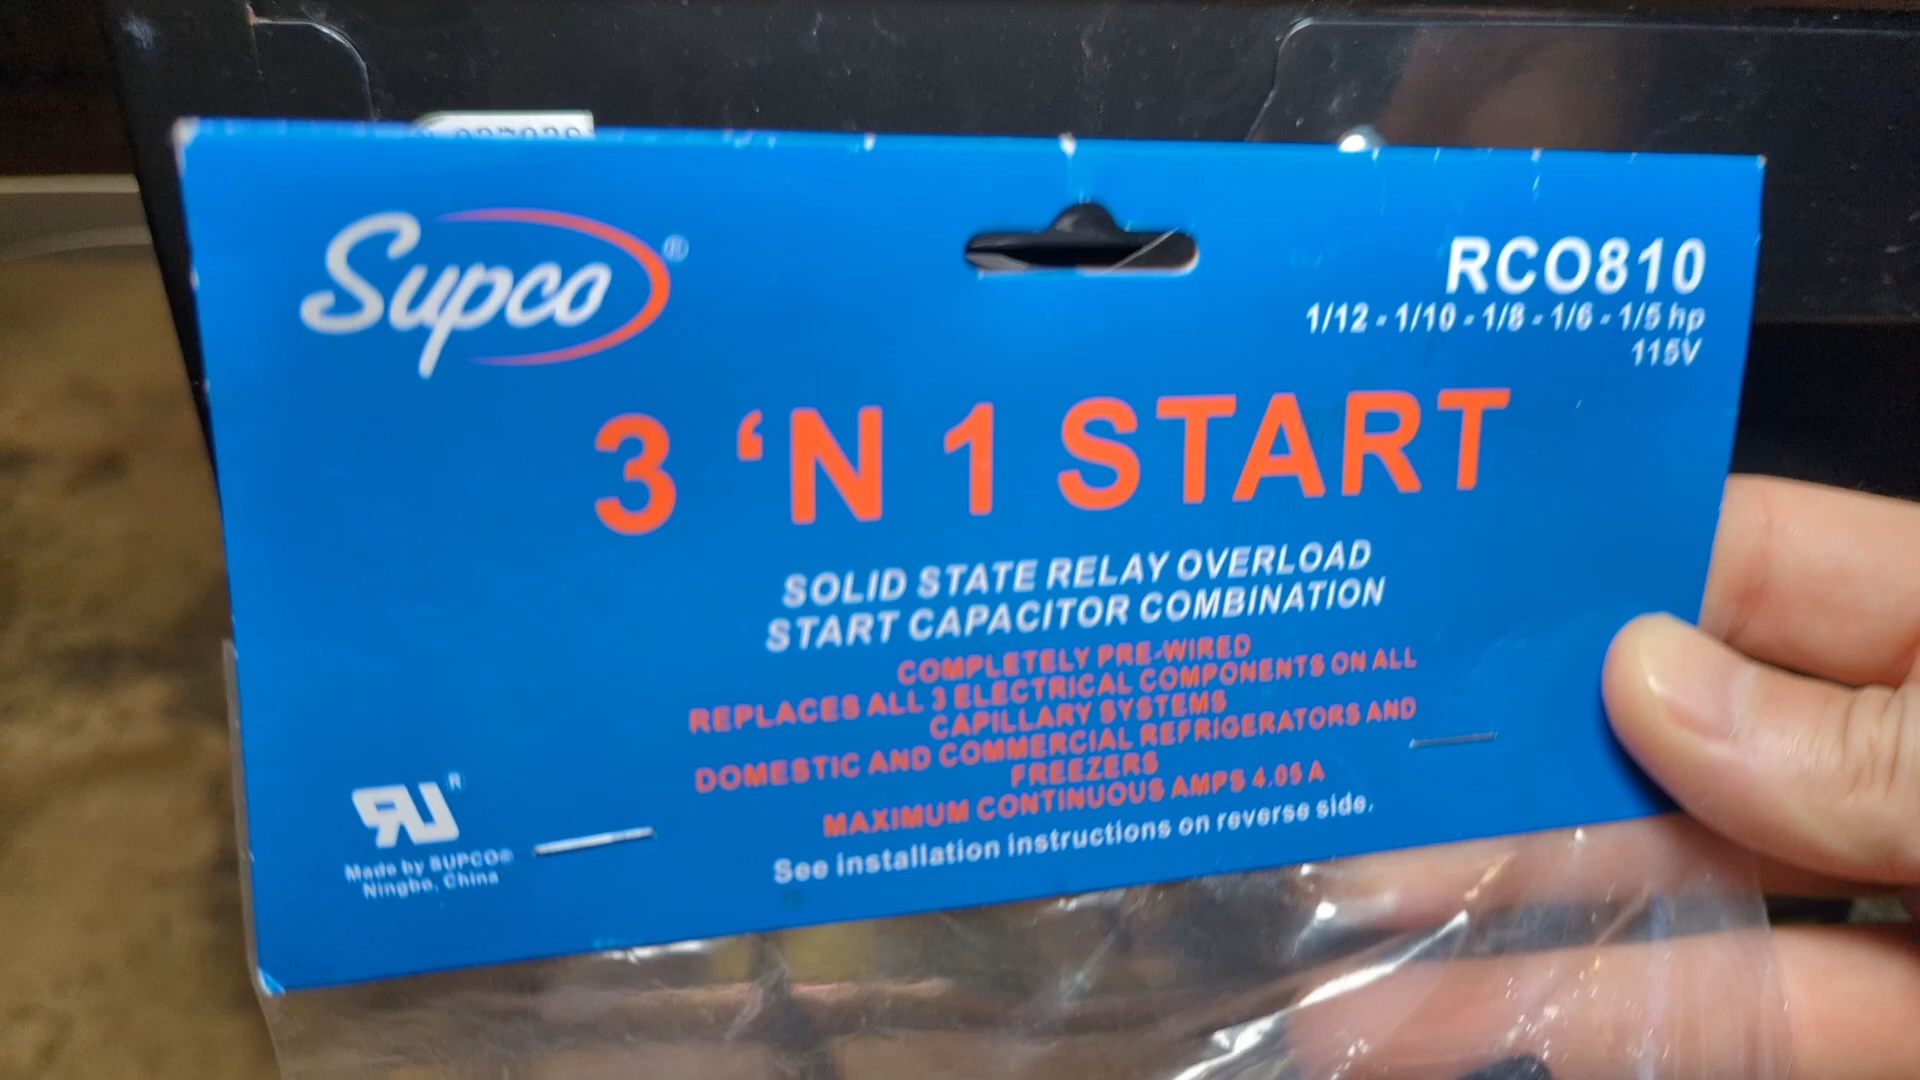 Supco®
RCO810
1/12 - 1/10 - 1/8 - 1/6 - 1/5 hp
115V
3 ‘N 1 START
SOLID STATE RELAY OVERLOAD
START CAPACITOR COMBINATION
COMPLETELY PRE-WIRED
REPLACES ALL 3 ELECTRICAL COMPONENTS ON ALL
CAPILLARY SYSTEMS
DOMESTIC AND COMMERCIAL REFRIGERATORS AND
FREEZERS
MAXIMUM CONTINUOUS AMPS 4.05 A
See installation instructions on reverse side.
Made by SUPCO®
Ningbo, China